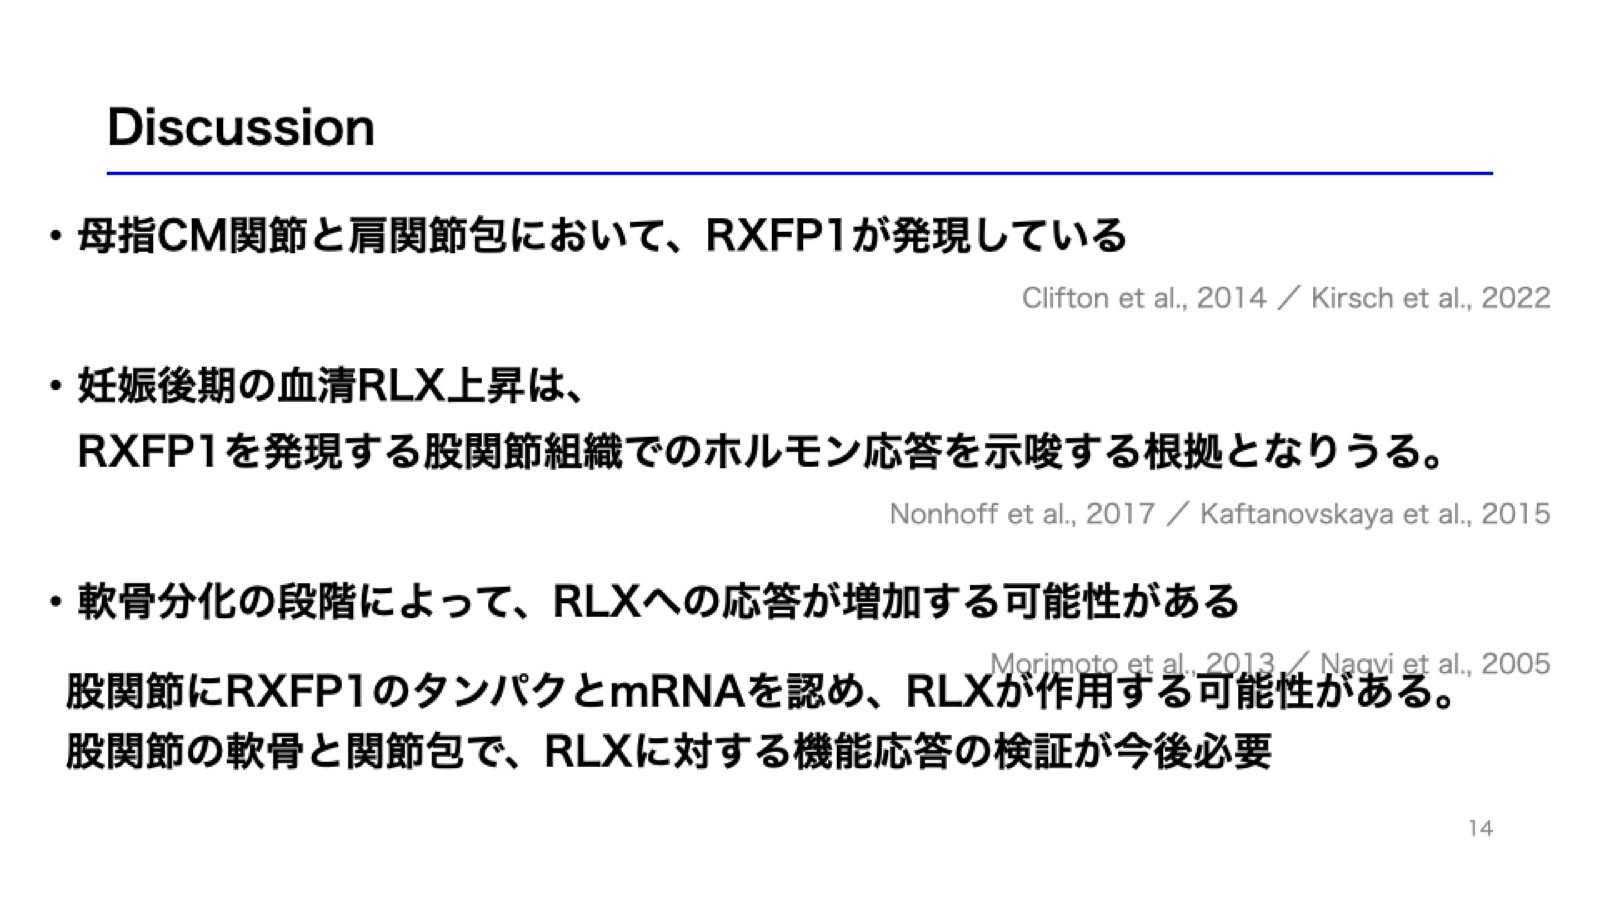 Discussion
・母指CM関節と肩関節包において、RXFP1が発現している
Clifton et al., 2014 ／ Kirsch et al., 2022
・妊娠後期の血清RLX上昇は、
RXFP1を発現する股関節組織でのホルモン応答を示唆する根拠となりうる。
Nonhoff et al., 2017 ／ Kaftanovskaya et al., 2015
・軟骨分化の段階によって、RLXへの応答が増加する可能性がある
Morimoto et al., 2013 ／ Naqvi et al., 2005
股関節にRXFP1のタンパクとmRNAを認め、RLXが作用する可能性がある。
股関節の軟骨と関節包で、RLXに対する機能応答の検証が今後必要
14